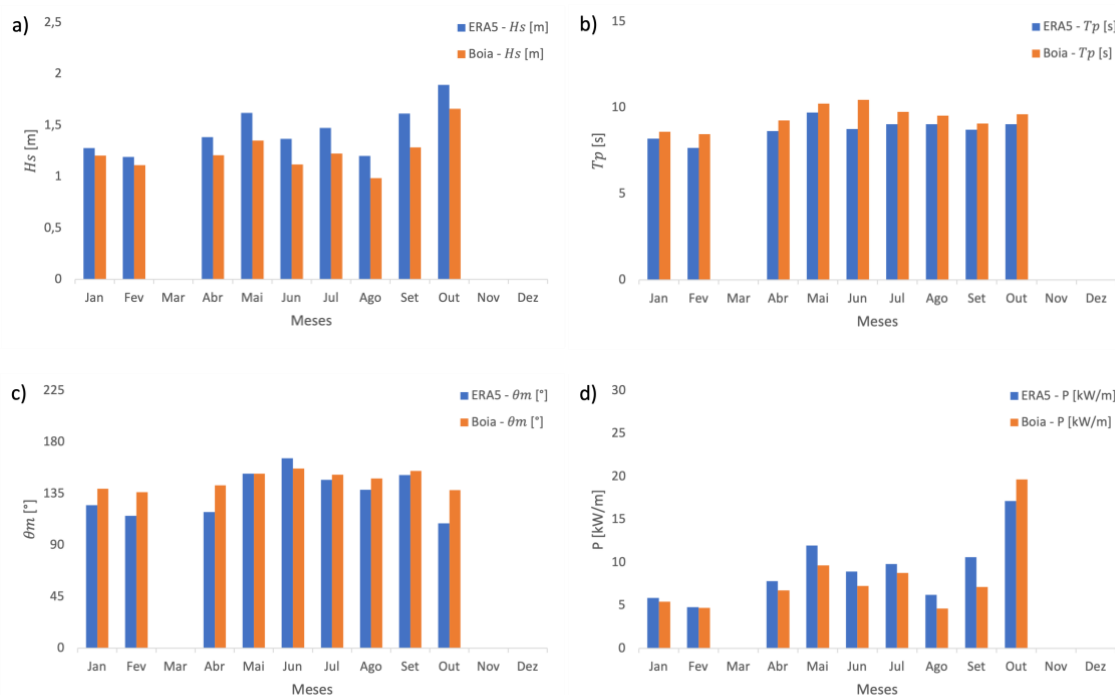 a)
2,5
2
1,5
1
0,5
0
Hs [m]
ERA5 - Hs [m]
Boia - Hs [m]
Jan Fev Mar Abr Mai Jun Jul Ago Set Out Nov Dez
Meses
b)
15
10
5
0
Tp [s]
ERA5 - Tp [s]
Boia - Tp [s]
Jan Fev Mar Abr Mai Jun Jul Ago Set Out Nov Dez
Meses
c)
225
180
135
90
45
0
θm [°]
ERA5 - θm [°]
Boia - θm [°]
Jan Fev Mar Abr Mai Jun Jul Ago Set Out Nov Dez
Meses
d)
30
25
20
15
10
5
0
P [kW/m]
ERA5 - P [kW/m]
Boia - P [kW/m]
Jan Fev Mar Abr Mai Jun Jul Ago Set Out Nov Dez
Meses